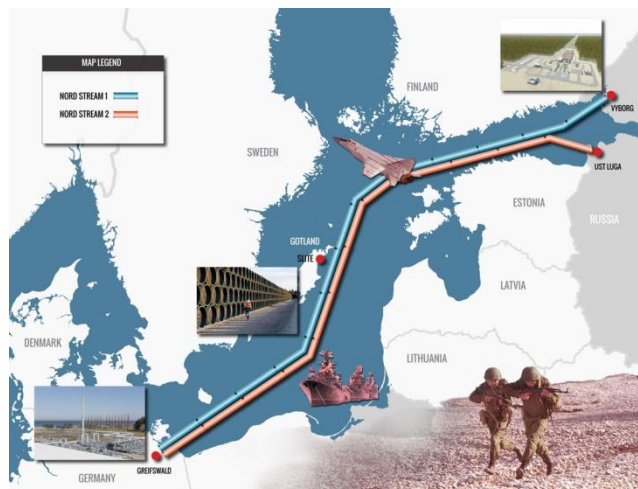 MAP LEGEND
NORD STREAM 1
NORD STREAM 2
FINLAND
VYBORG
SWEDEN
UST LUGA
ESTONIA
RUSSIA
GOTLAND
SLITE
LATVIA
DENMARK
LITHUANIA
GREIFSWALD
GERMANY